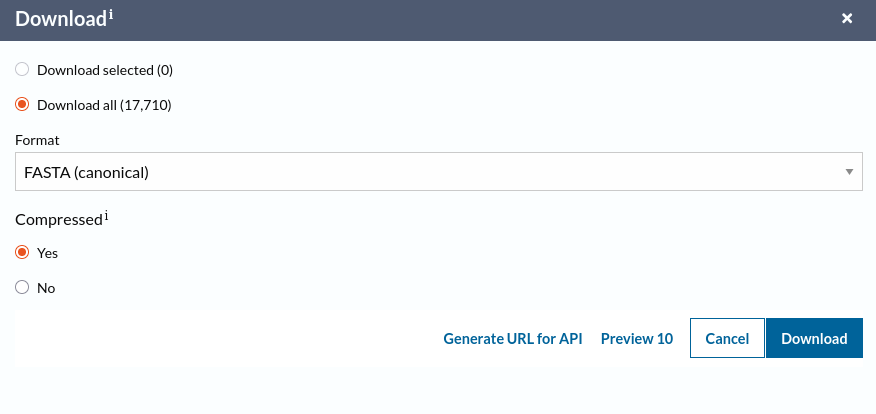 Downloadⁱ
×
Download selected (0)
Download all (17,710)
Format
FASTA (canonical)
Compressedⁱ
Yes
No
Generate URL for API Preview 10 Cancel Download